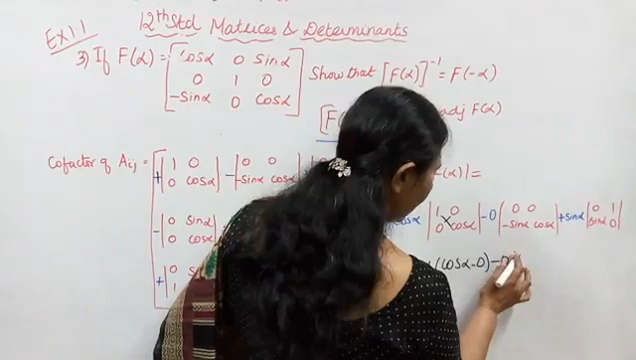 12th Std Matrices & Determinants
EX 1.1
3) If F(α) = [ cosα 0 sinα Show that [F(α)]⁻¹ = F(-α)
0 1 0
-sinα 0 cosα ]
[F adj F(α)
Cofactor of Aij = + | 1 0 | - | 0 0 | (α)| =
0 cosα | -sinα cosα
- | 0 sinα cosα | 1 0 | - 0 | 0 0 | + sinα | 0 1 |
0 cosα 0 cosα | -sinα cosα | sinα 0 |
+ | 0 (cosα - 0) - 0
1